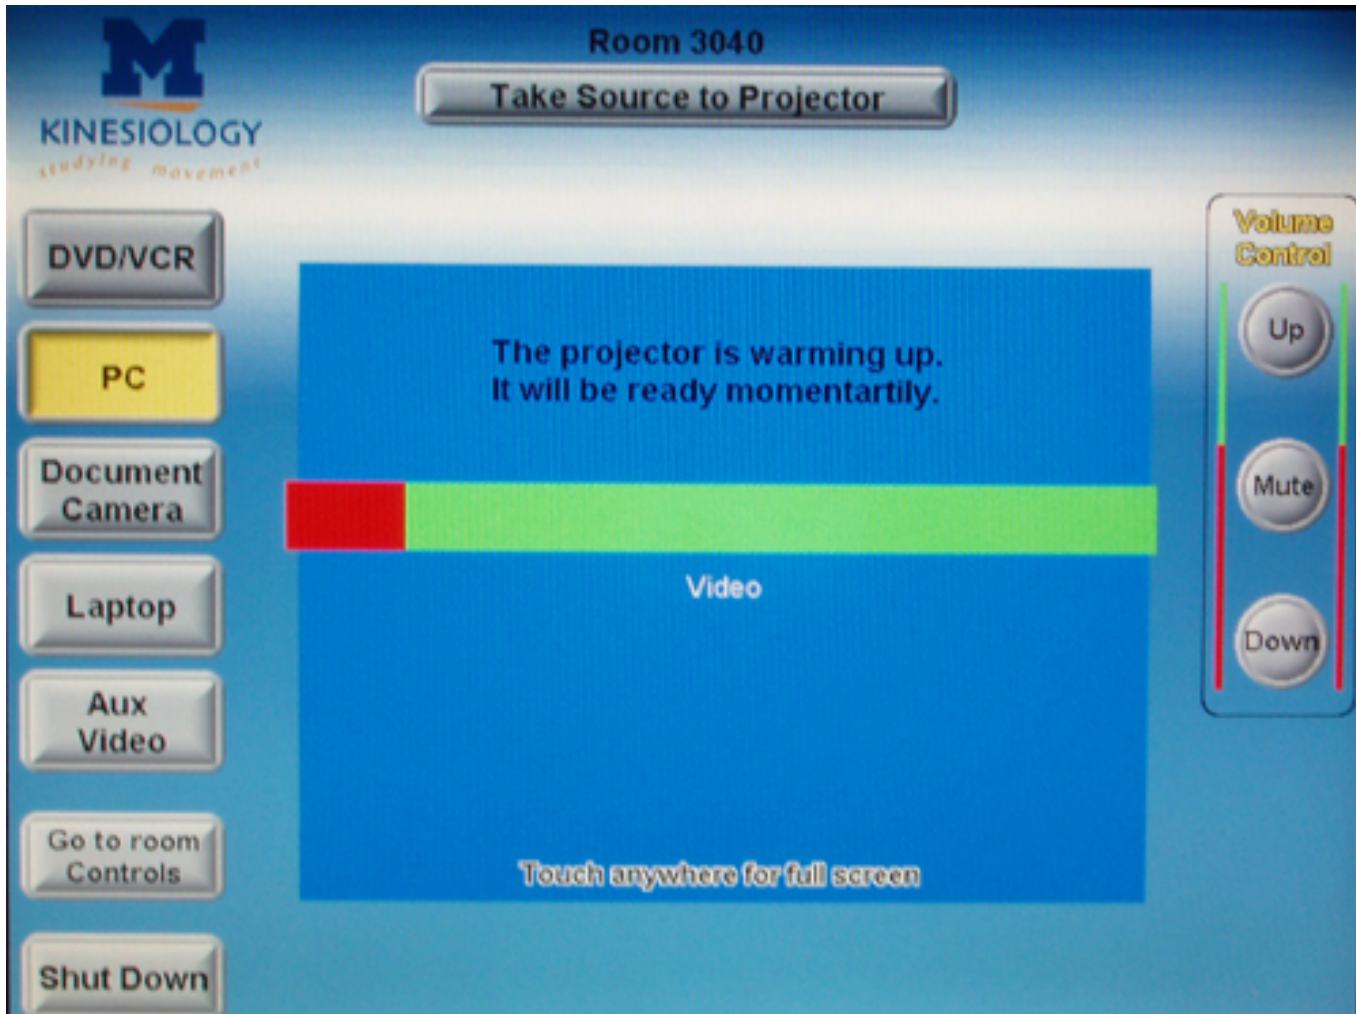 M
KINESIOLOGY
studying movement
Room 3040
Take Source to Projector
DVD/VCR
PC
Document
Camera
Laptop
Aux
Video
Go to room
Controls
Shut Down
The projector is warming up.
It will be ready momentartily.
Video
Touch anywhere for full screen
Volume
Control
Up
Mute
Down